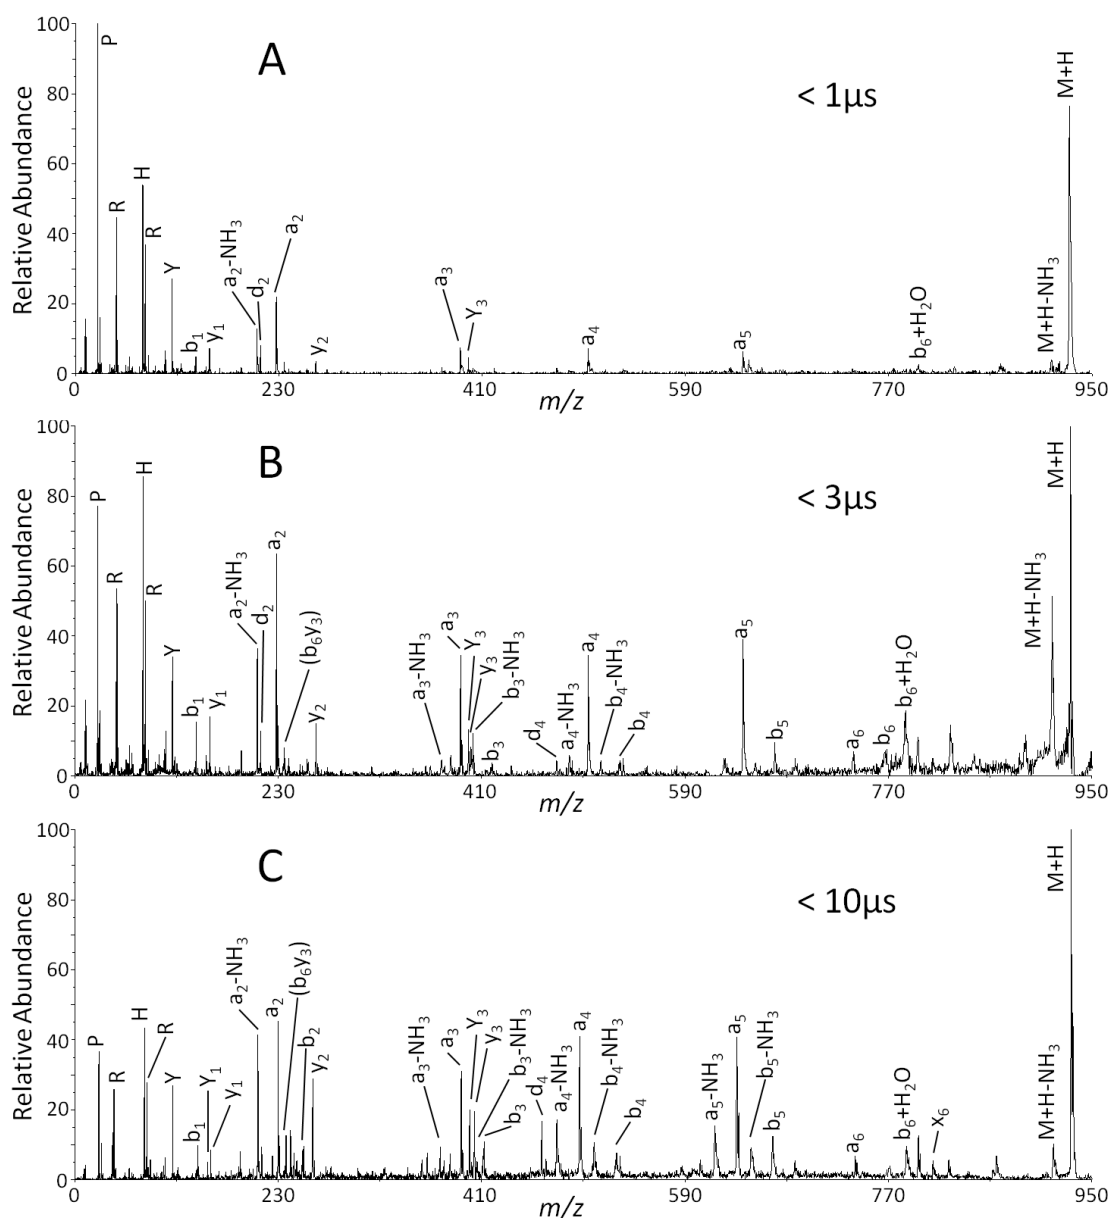 A
< 1µs
Relative Abundance
100
80
60
40
20
0
P
R
H
R
Y
b1
y1
a2-NH3
d2
a2
y2
a3
Y3
a4
a5
b6+H2O
M+H-NH3
M+H
0
230
410
590
770
950
m/z
B
< 3µs
Relative Abundance
100
80
60
40
20
0
P
R
H
R
Y
b1
y1
a2-NH3
d2
a2
(b6y3)
y2
a3-NH3
a3
Y3
y3
b3-NH3
b3
d4
a4-NH3
a4
b4-NH3
b4
a5
b5
a6
b6
b6+H2O
M+H-NH3
M+H
0
230
410
590
770
950
m/z
C
< 10µs
Relative Abundance
100
80
60
40
20
0
P
R
H
R
Y
b1
Y1
y1
a2-NH3
a2
(b6y3)
b2
y2
a3-NH3
a3
Y3
y3
b3-NH3
b3
d4
a4-NH3
a4
b4-NH3
b4
a5-NH3
a5
b5-NH3
b5
a6
b6+H2O
x6
M+H-NH3
M+H
0
230
410
590
770
950
m/z